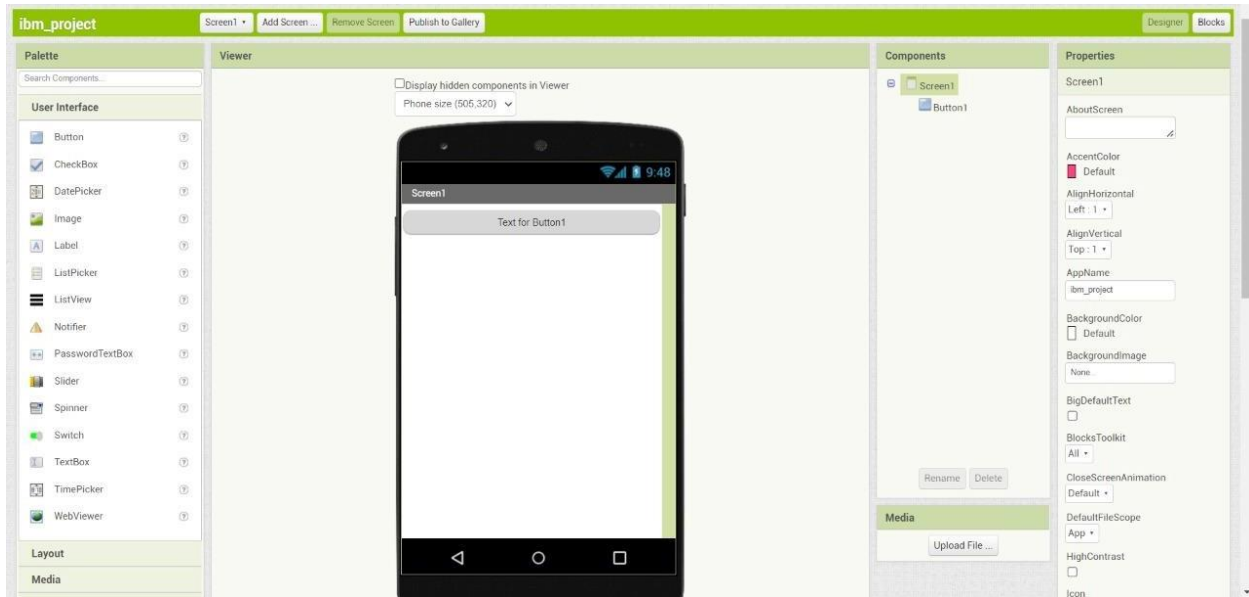 ibm_project
Screen1
Add Screen ...
Remove Screen
Publish to Gallery
Designer
Blocks
Palette
Search Components...
User Interface
Button
CheckBox
DatePicker
Image
Label
ListPicker
ListView
Notifier
PasswordTextBox
Slider
Spinner
Switch
TextBox
TimePicker
WebViewer
Layout
Media
Viewer
Display hidden components in Viewer
Phone size (505,320)
9:48
Screen1
Text for Button1
Components
Screen1
Button1
Rename
Delete
Media
Upload File ...
Properties
Screen1
AboutScreen
AccentColor
Default
AlignHorizontal
Left : 1
AlignVertical
Top : 1
AppName
ibm_project
BackgroundColor
Default
BackgroundImage
None...
BigDefaultText
BlocksToolkit
All
CloseScreenAnimation
Default
DefaultFileScope
App
HighContrast
Icon